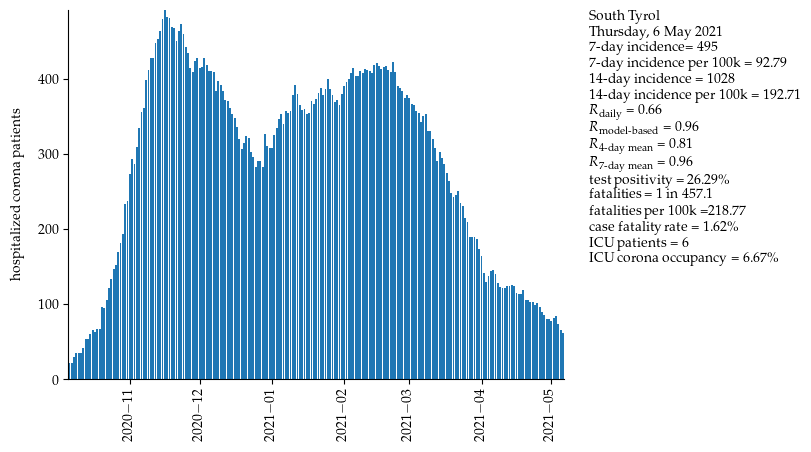 South Tyrol
Thursday, 6 May 2021
7-day incidence= 495
7-day incidence per 100k = 92.79
14-day incidence = 1028
14-day incidence per 100k = 192.71
R daily = 0.66
R model-based = 0.96
R 4-day mean = 0.81
R 7-day mean = 0.96
test positivity = 26.29%
fatalities = 1 in 457.1
fatalities per 100k =218.77
case fatality rate = 1.62%
ICU patients = 6
ICU corona occupancy = 6.67%
hospitalized corona patients
400
300
200
100
0
2020−11
2020−12
2021−01
2021−02
2021−03
2021−04
2021−05